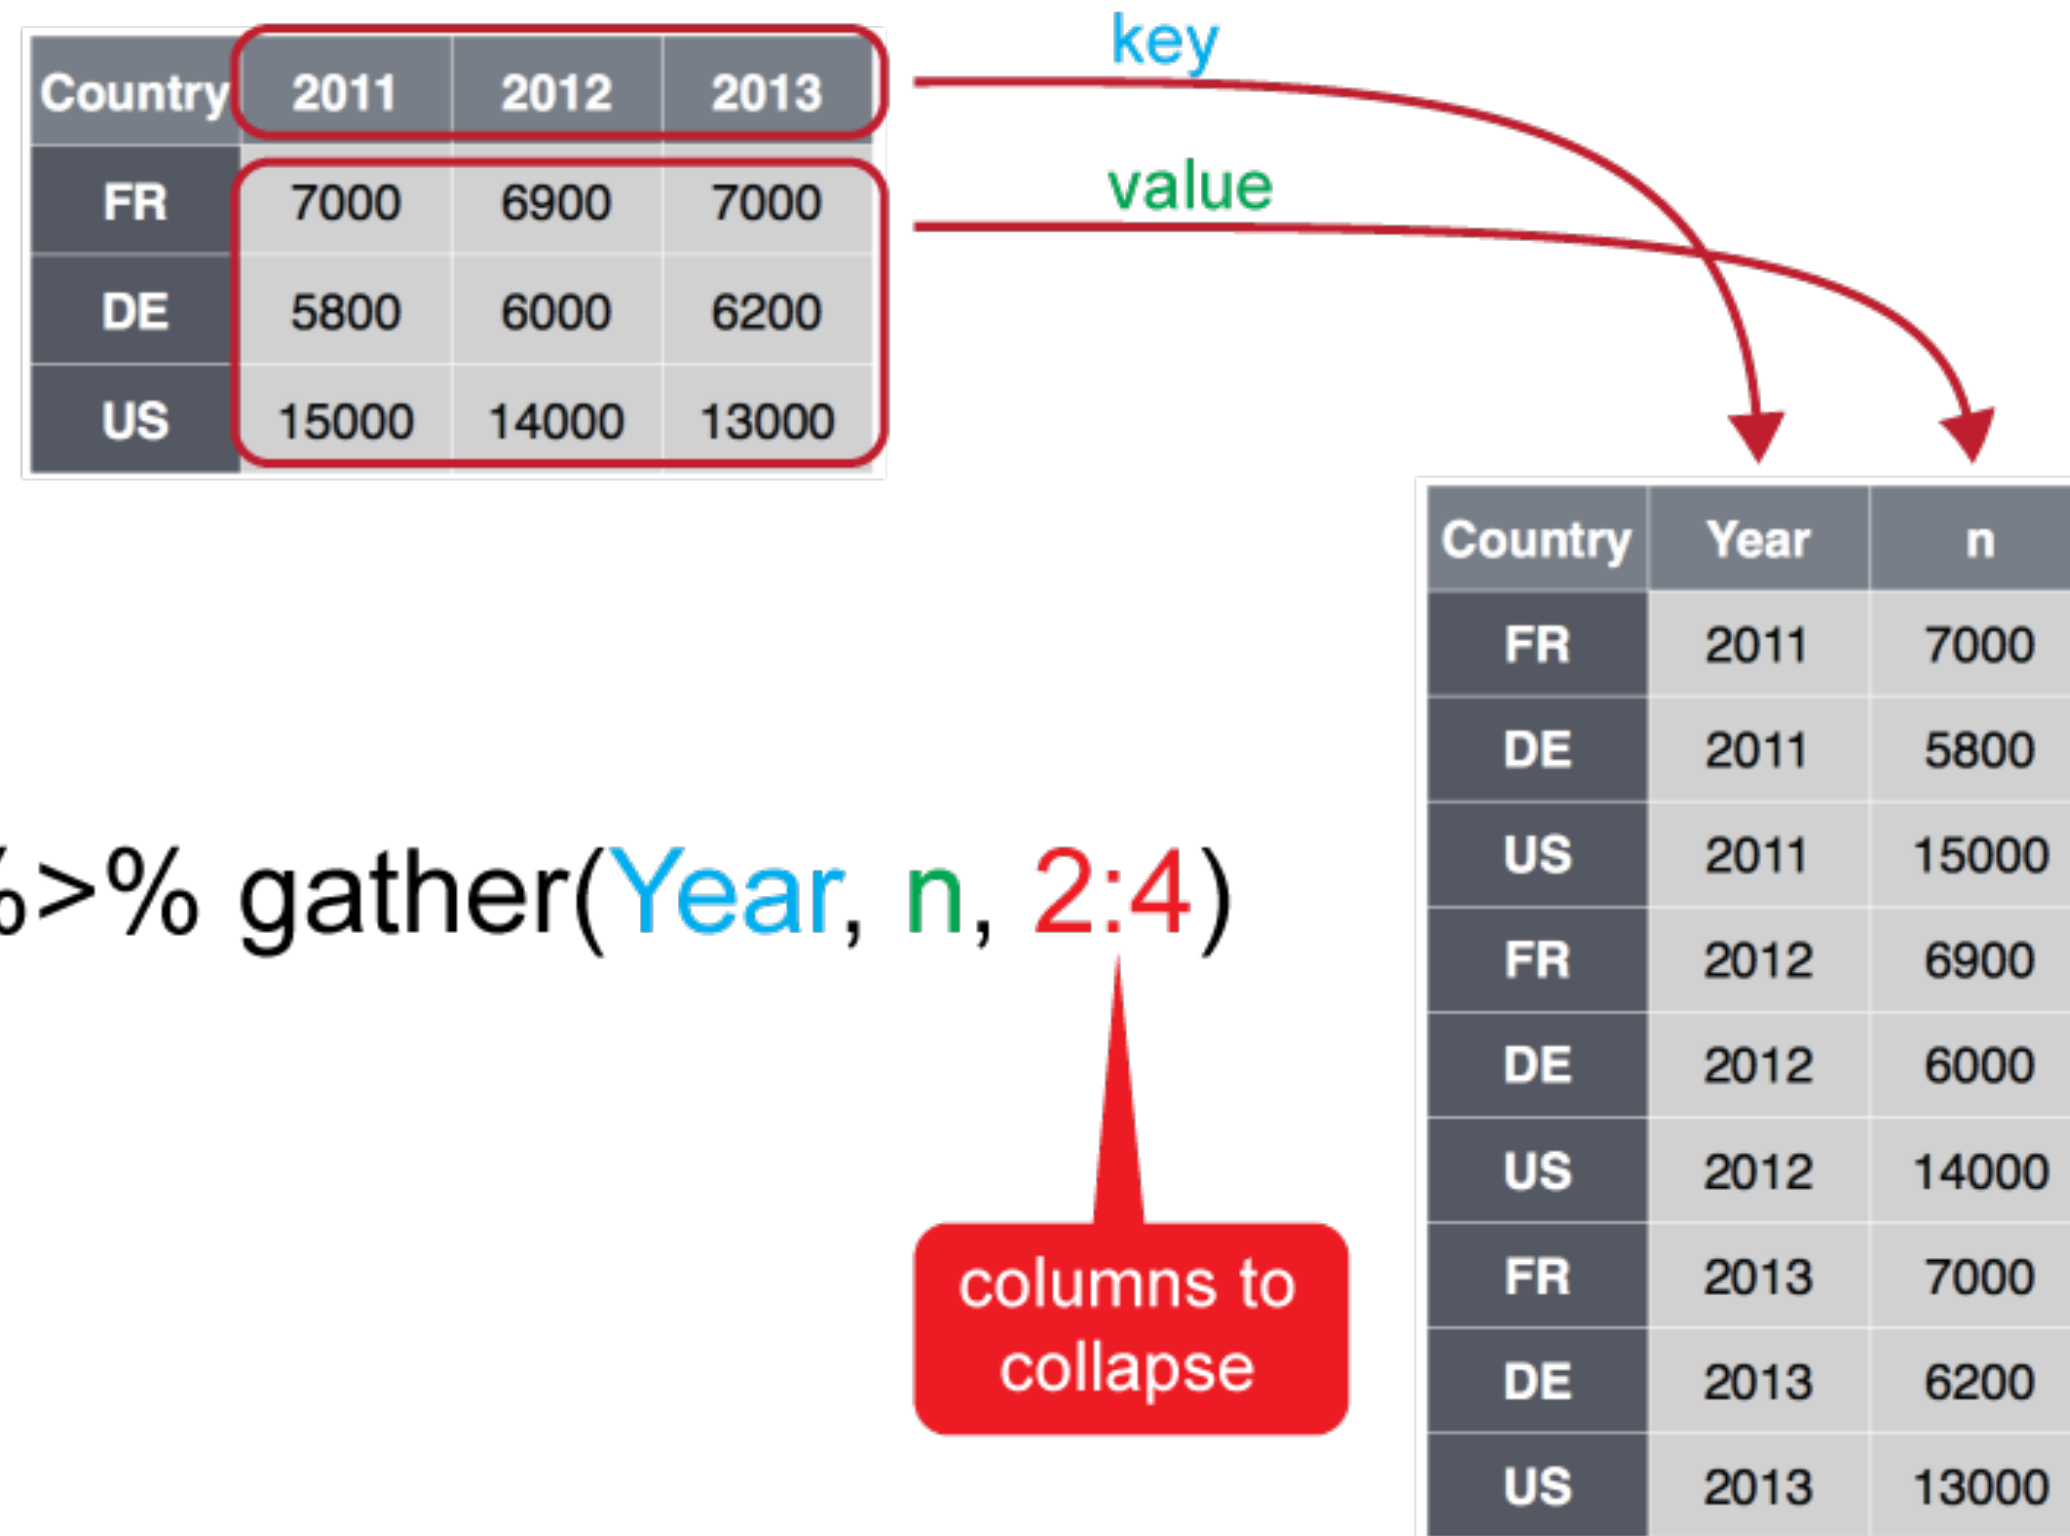 key
Country 2011 2012 2013
value
FR 7000 6900 7000
DE 5800 6000 6200
US 15000 14000 13000
Country Year n
FR 2011 7000
DE 2011 5800
US 2011 15000
FR 2012 6900
DE 2012 6000
US 2012 14000
FR 2013 7000
DE 2013 6200
US 2013 13000
%>% gather(Year, n, 2:4)
columns to
collapse